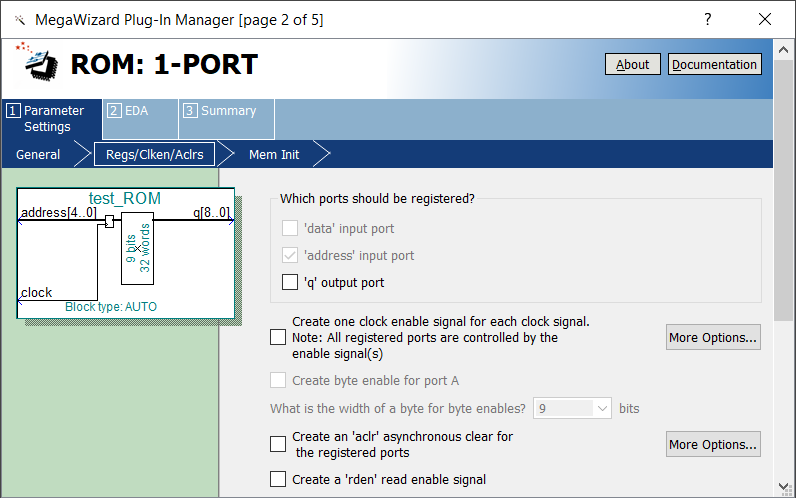 MegaWizard Plug-In Manager [page 2 of 5]
ROM: 1-PORT
About
Documentation
1 Parameter
Settings
2 EDA
3 Summary
General
Regs/Clken/Aclrs
Mem Init
test_ROM
address[4..0]
q[8..0]
9 bits
32 words
clock
Block type: AUTO
Which ports should be registered?
'data' input port
'address' input port
'q' output port
Create one clock enable signal for each clock signal.
Note: All registered ports are controlled by the
enable signal(s)
More Options...
Create byte enable for port A
What is the width of a byte for byte enables? 9 bits
Create an 'aclr' asynchronous clear for
the registered ports
More Options...
Create a 'rden' read enable signal